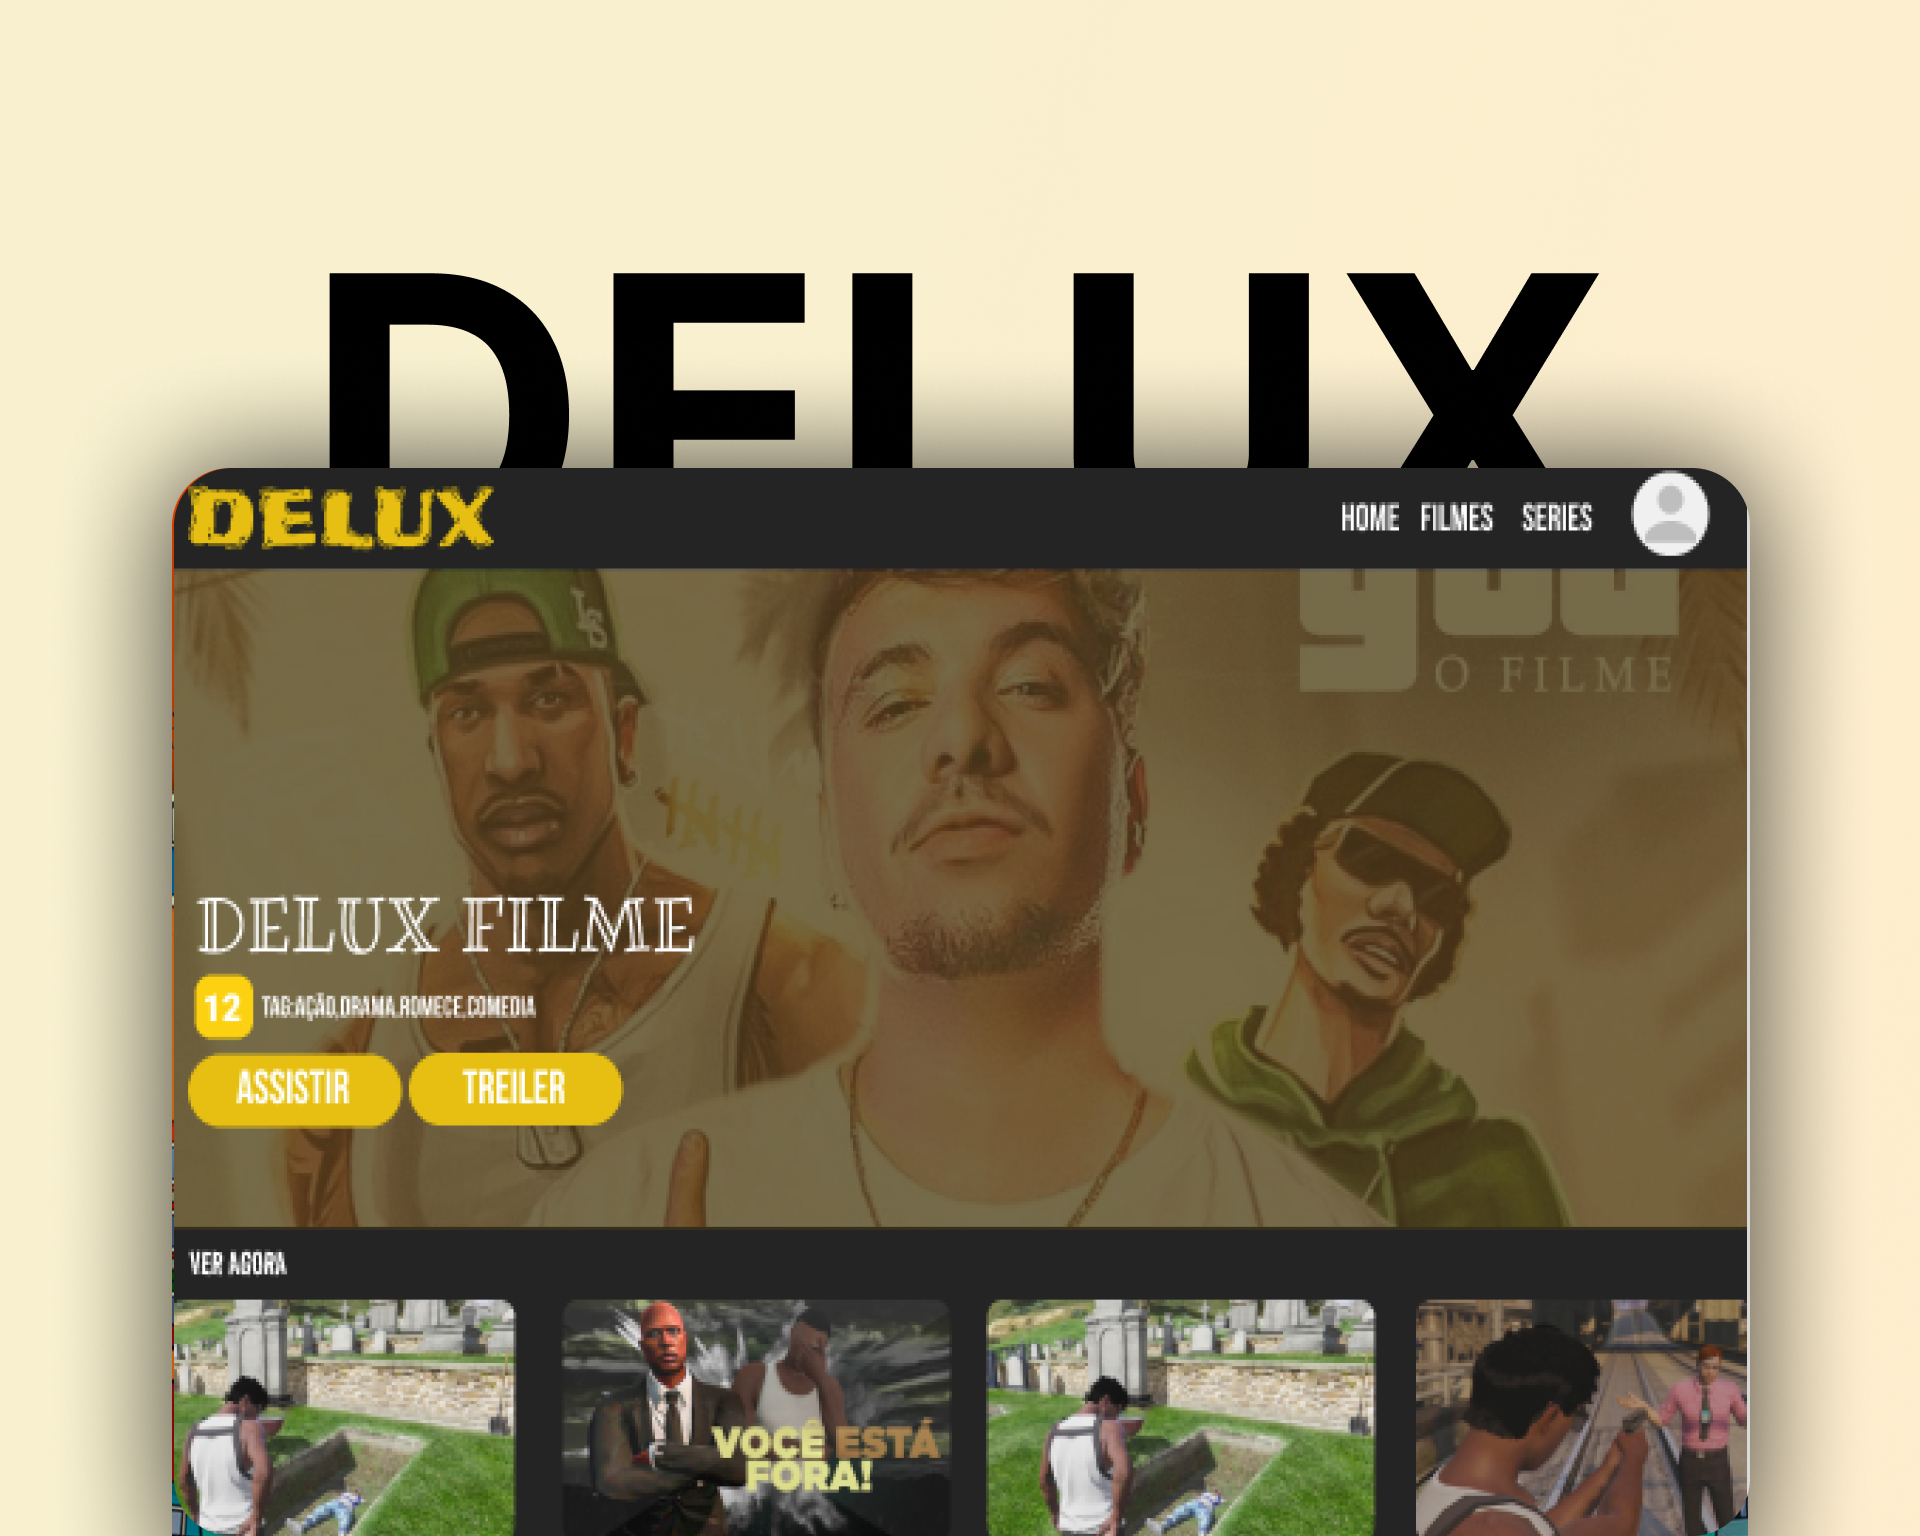 DELUX
DELUX
HOME FILMES SERIES
O FILME
LS
DELUX FILME
12 TAG:AÇÃO,DRAMA,ROMECE,COMEDIA
ASSISTIR TREILER
VER AGORA
VOCÊ ESTÁ
FORA!